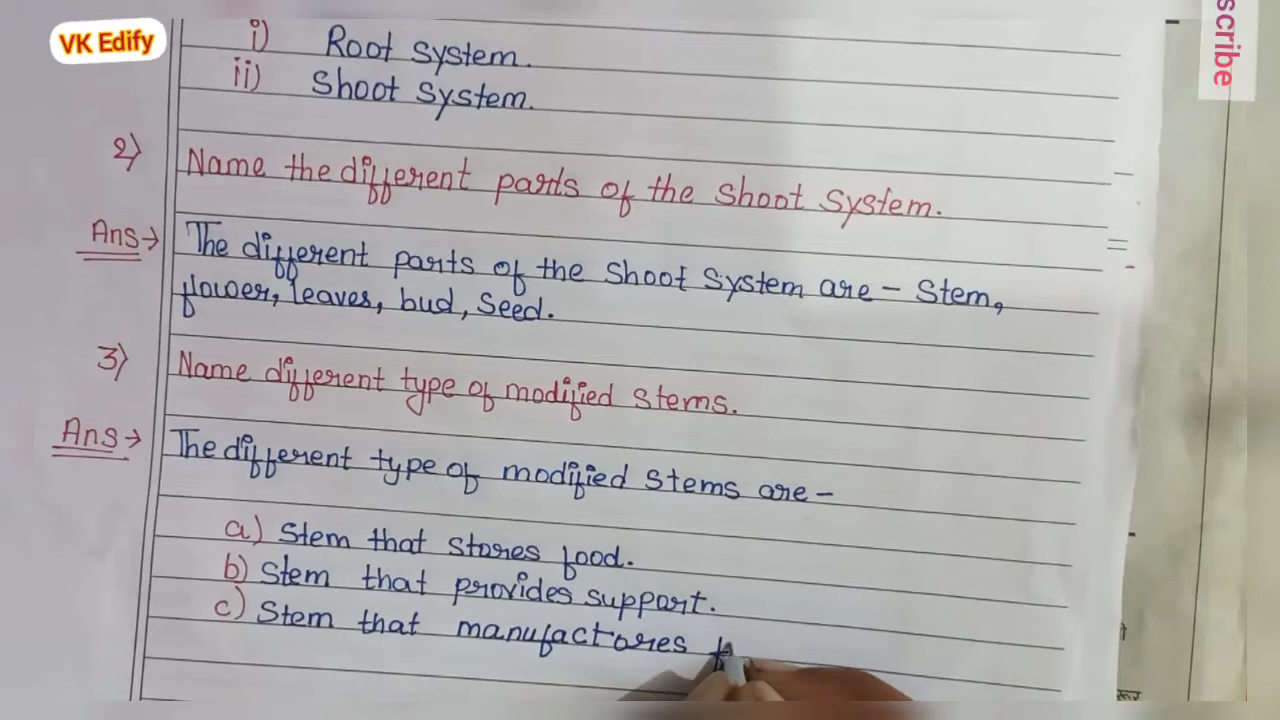 VK Edify
scribe
i) Root System.
ii) Shoot System.
2) Name the different parts of the Shoot System.
Ans→ The different parts of the Shoot System are - Stem,
flower, leaves, bud, Seed.
3) Name different type of modified Stems.
Ans→ The different type of modified Stems are -
a) Stem that stores food.
b) Stem that provides support.
c) Stem that manufactores